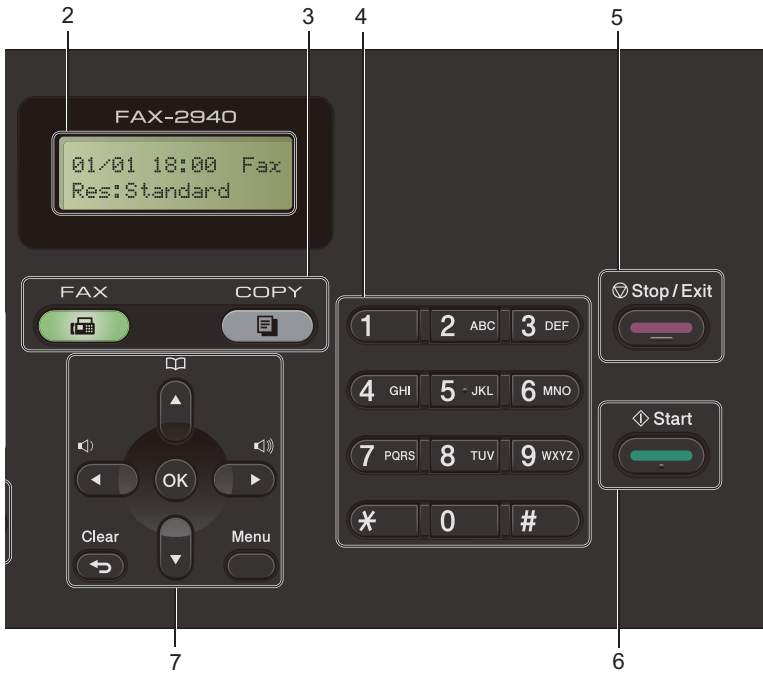 2 3 4 5
FAX-2940
01/01 18:00 Fax
Res:Standard
FAX COPY
Stop/Exit
1 2 ABC 3 DEF
4 GHI 5 JKL 6 MNO
Start
7 PQRS 8 TUV 9 WXYZ
OK
Clear Menu
* 0 #
7 6